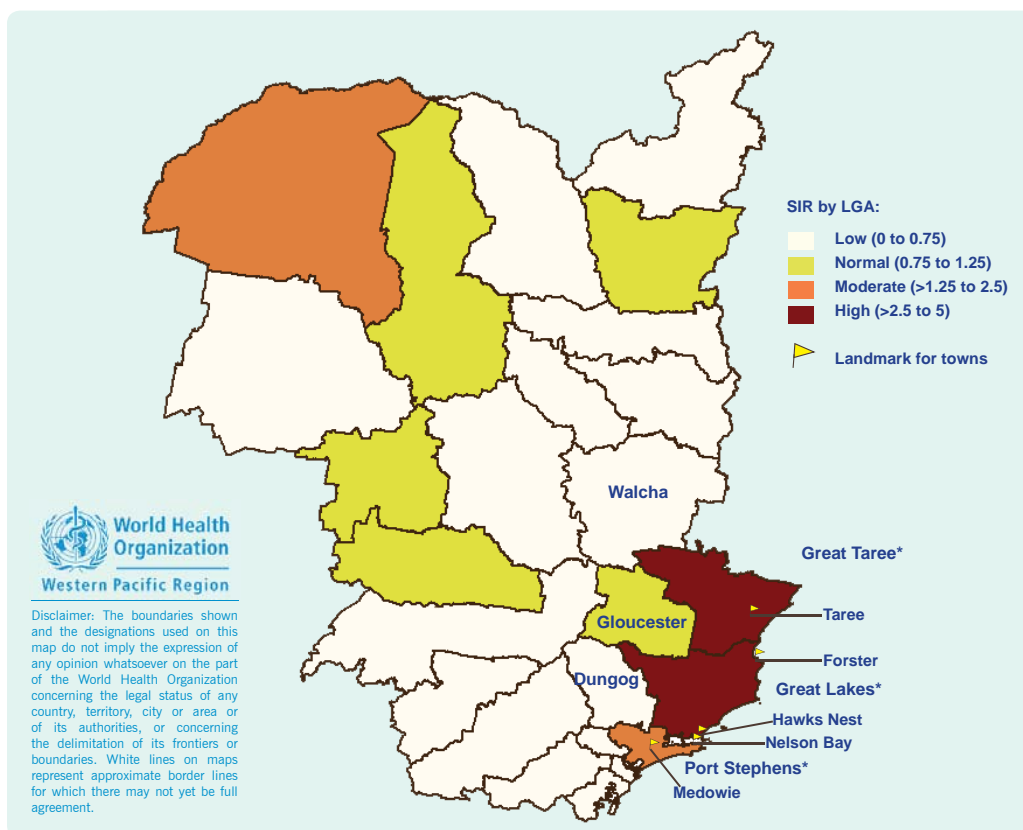 SIR by LGA:
Low (0 to 0.75)
Normal (0.75 to 1.25)
Moderate (>1.25 to 2.5)
High (>2.5 to 5)
Landmark for towns
Walcha
Great Taree*
Taree
Gloucester
Forster
Dungog
Great Lakes*
Hawks Nest
Nelson Bay
Port Stephens*
Medowie
World Health
Organization
Western Pacific Region
Disclaimer: The boundaries shown
and the designations used on this
map do not imply the expression of
any opinion whatsoever on the part
of the World Health Organization
concerning the legal status of any
country, territory, city or area or
of its authorities, or concerning
the delimitation of its frontiers or
boundaries. White lines on maps
represent approximate border lines
for which there may not yet be full
agreement.